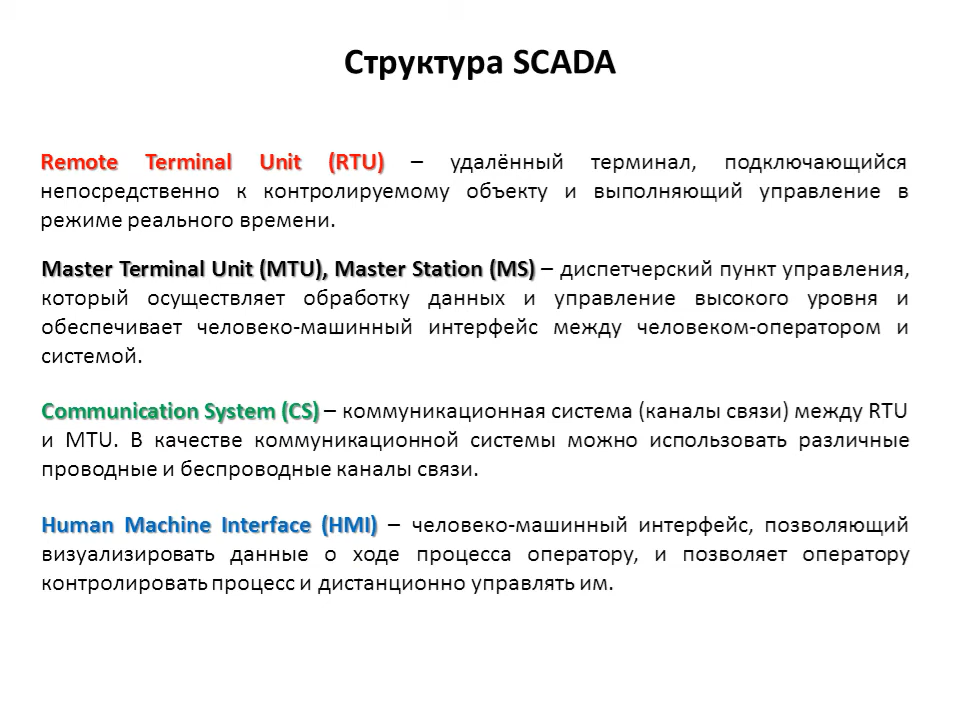 Структура SCADA
Remote Terminal Unit (RTU) – удалённый терминал, подключающийся
непосредственно к контролируемому объекту и выполняющий управление в
режиме реального времени.
Master Terminal Unit (MTU), Master Station (MS) – диспетчерский пункт управления,
который осуществляет обработку данных и управление высокого уровня и
обеспечивает человеко-машинный интерфейс между человеком-оператором и
системой.
Communication System (CS) – коммуникационная система (каналы связи) между RTU
и MTU. В качестве коммуникационной системы можно использовать различные
проводные и беспроводные каналы связи.
Human Machine Interface (HMI) – человеко-машинный интерфейс, позволяющий
визуализировать данные о ходе процесса оператору, и позволяет оператору
контролировать процесс и дистанционно управлять им.